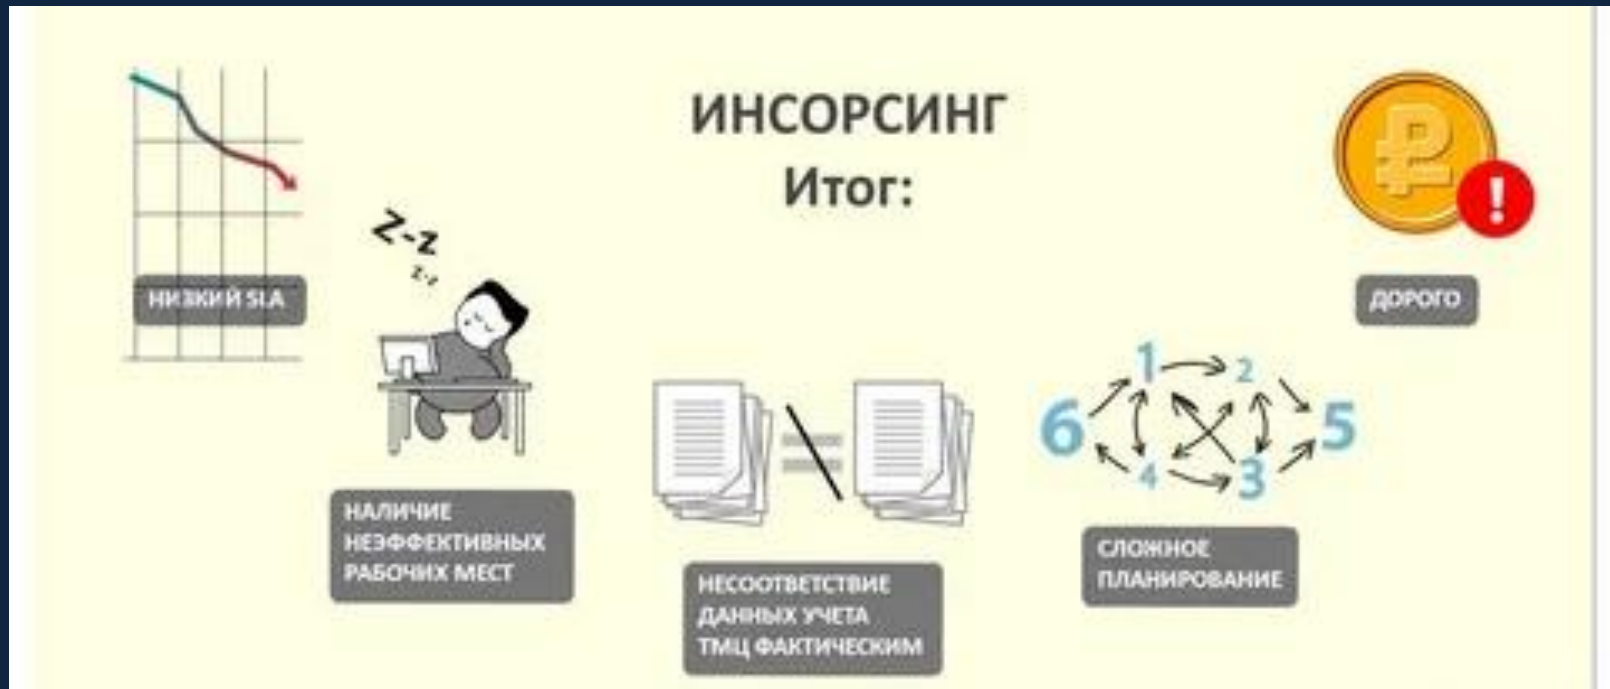 ИНСОРСИНГ
Итог:
НИЗКИЙ SLA
Z-z
z-z
НАЛИЧИЕ
НЕЭФФЕКТИВНЫХ
РАБОЧИХ МЕСТ
НЕСООТВЕТСТВИЕ
ДАННЫХ УЧЕТА
ТМЦ ФАКТИЧЕСКИМ
1 2
6 5
4 3
СЛОЖНОЕ
ПЛАНИРОВАНИЕ
!
ДОРОГО